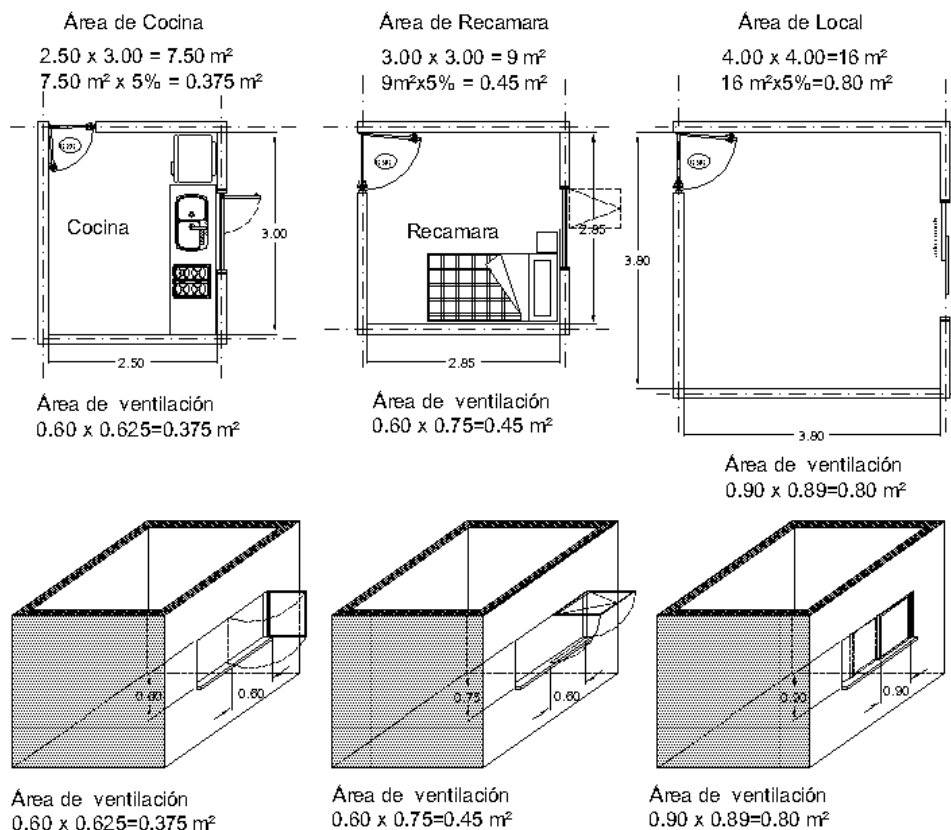 Área de Cocina
2.50 x 3.00 = 7.50 m²
7.50 m² x 5% = 0.375 m²
Área de Recamara
3.00 x 3.00 = 9 m²
9m²x5% = 0.45 m²
Área de Local
4.00 x 4.00=16 m²
16 m²x5%=0.80 m²
Cocina
3.00
2.50
Recamara
2.85
2.85
3.80
3.80
Área de ventilación
0.60 x 0.625=0.375 m²
Área de ventilación
0.60 x 0.75=0.45 m²
Área de ventilación
0.90 x 0.89=0.80 m²
0.60
0.60
0.75
0.60
0.90
0.90
Área de ventilación
0.60 x 0.625=0.375 m²
Área de ventilación
0.60 x 0.75=0.45 m²
Área de ventilación
0.90 x 0.89=0.80 m²